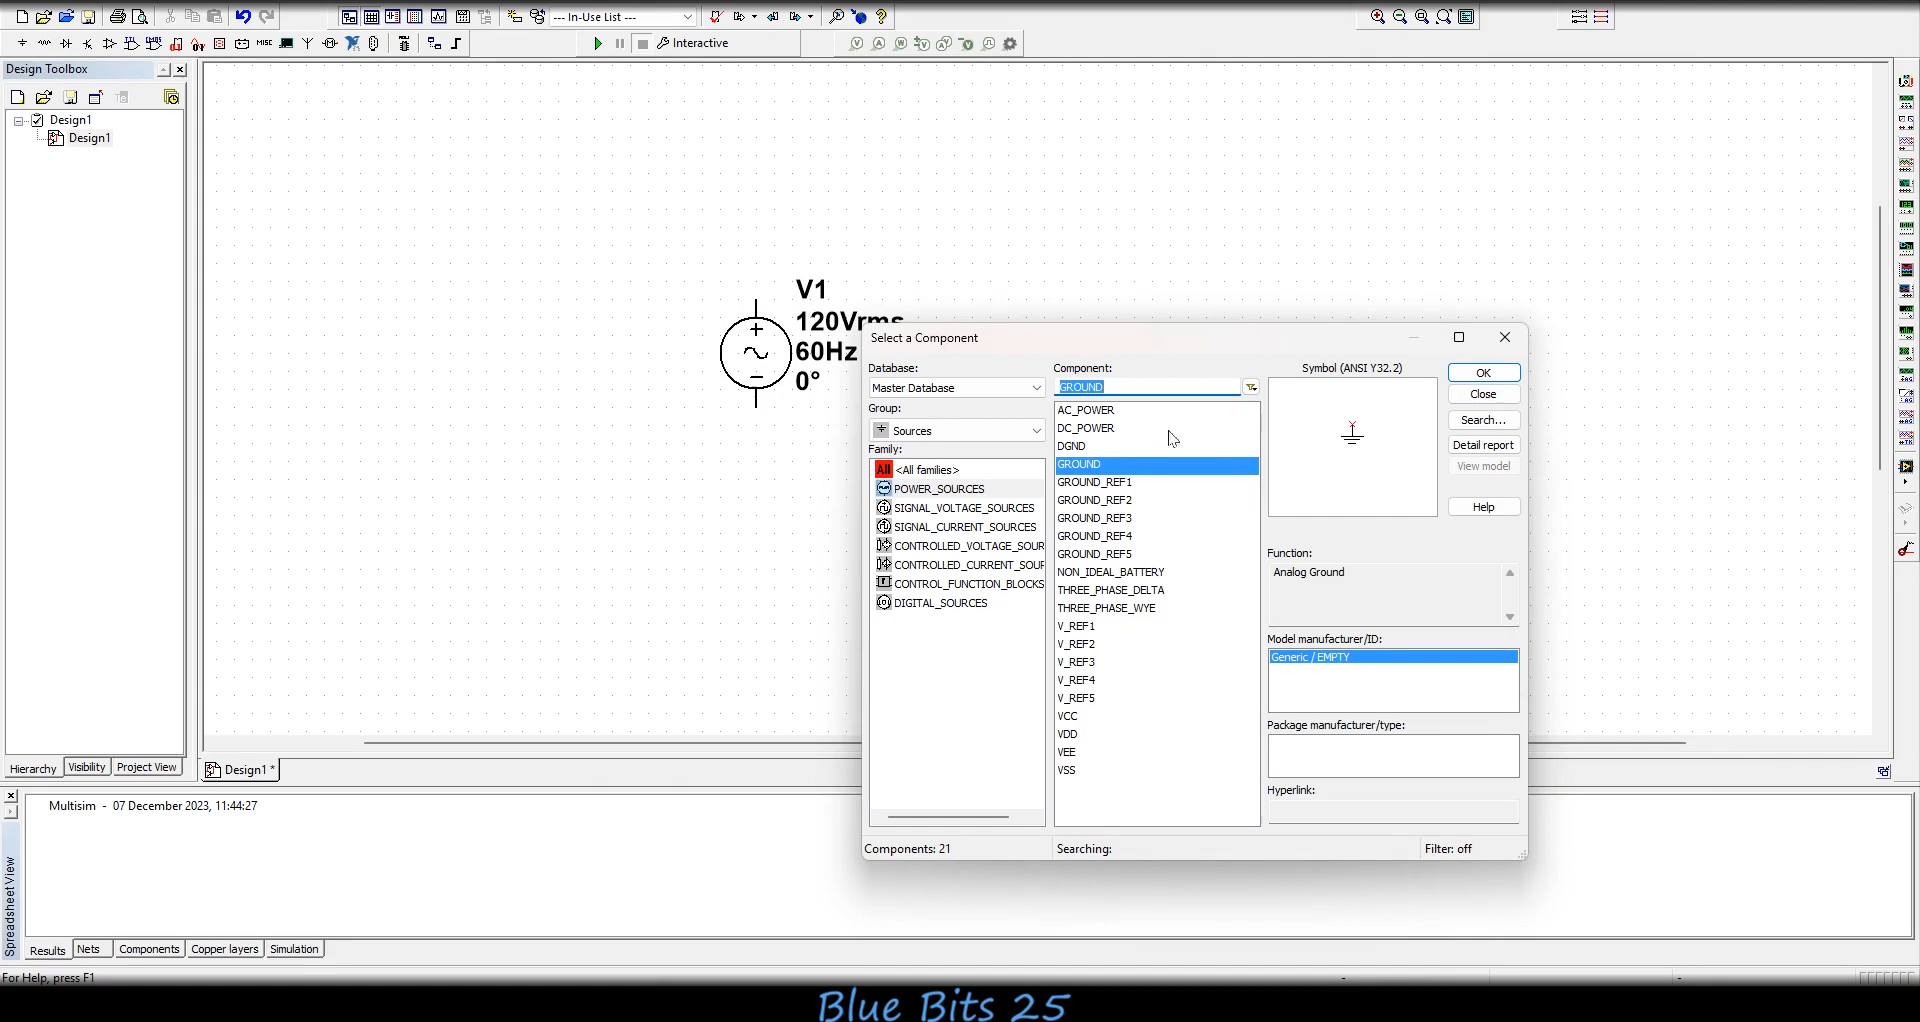 --- In-Use List ---
MISC
Interactive
Design Toolbox
Design1
Design1
V1
120Vrms
60Hz
0°
Select a Component
Database:
Master Database
Group:
Sources
Family:
All <All families>
POWER_SOURCES
SIGNAL_VOLTAGE_SOURCES
SIGNAL_CURRENT_SOURCES
CONTROLLED_VOLTAGE_SOUR
CONTROLLED_CURRENT_SOUR
CONTROL_FUNCTION_BLOCKS
DIGITAL_SOURCES
Component:
GROUND
AC_POWER
DC_POWER
DGND
GROUND
GROUND_REF1
GROUND_REF2
GROUND_REF3
GROUND_REF4
GROUND_REF5
NON_IDEAL_BATTERY
THREE_PHASE_DELTA
THREE_PHASE_WYE
V_REF1
V_REF2
V_REF3
V_REF4
V_REF5
VCC
VDD
VEE
VSS
Symbol (ANSI Y32.2)
OK
Close
Search...
Detail report
View model
Help
Function:
Analog Ground
Model manufacturer/ID:
Generic / EMPTY
Package manufacturer/type:
Hyperlink:
Components: 21
Searching:
Filter: off
Hierarchy
Visibility
Project View
Design1 *
Multisim - 07 December 2023, 11:44:27
Spreadsheet View
Results
Nets
Components
Copper layers
Simulation
For Help, press F1
Blue Bits 25